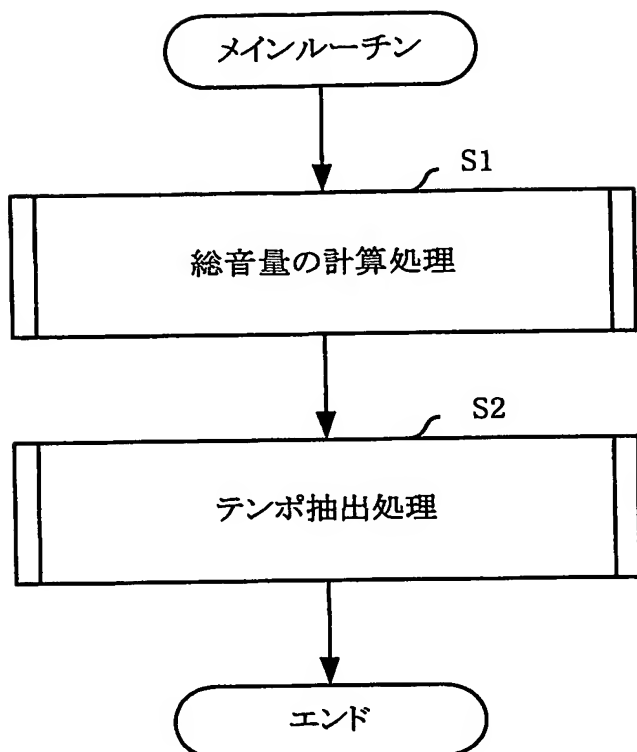 メインルーチン
S1
総音量の計算処理
S2
テンポ抽出処理
エンド